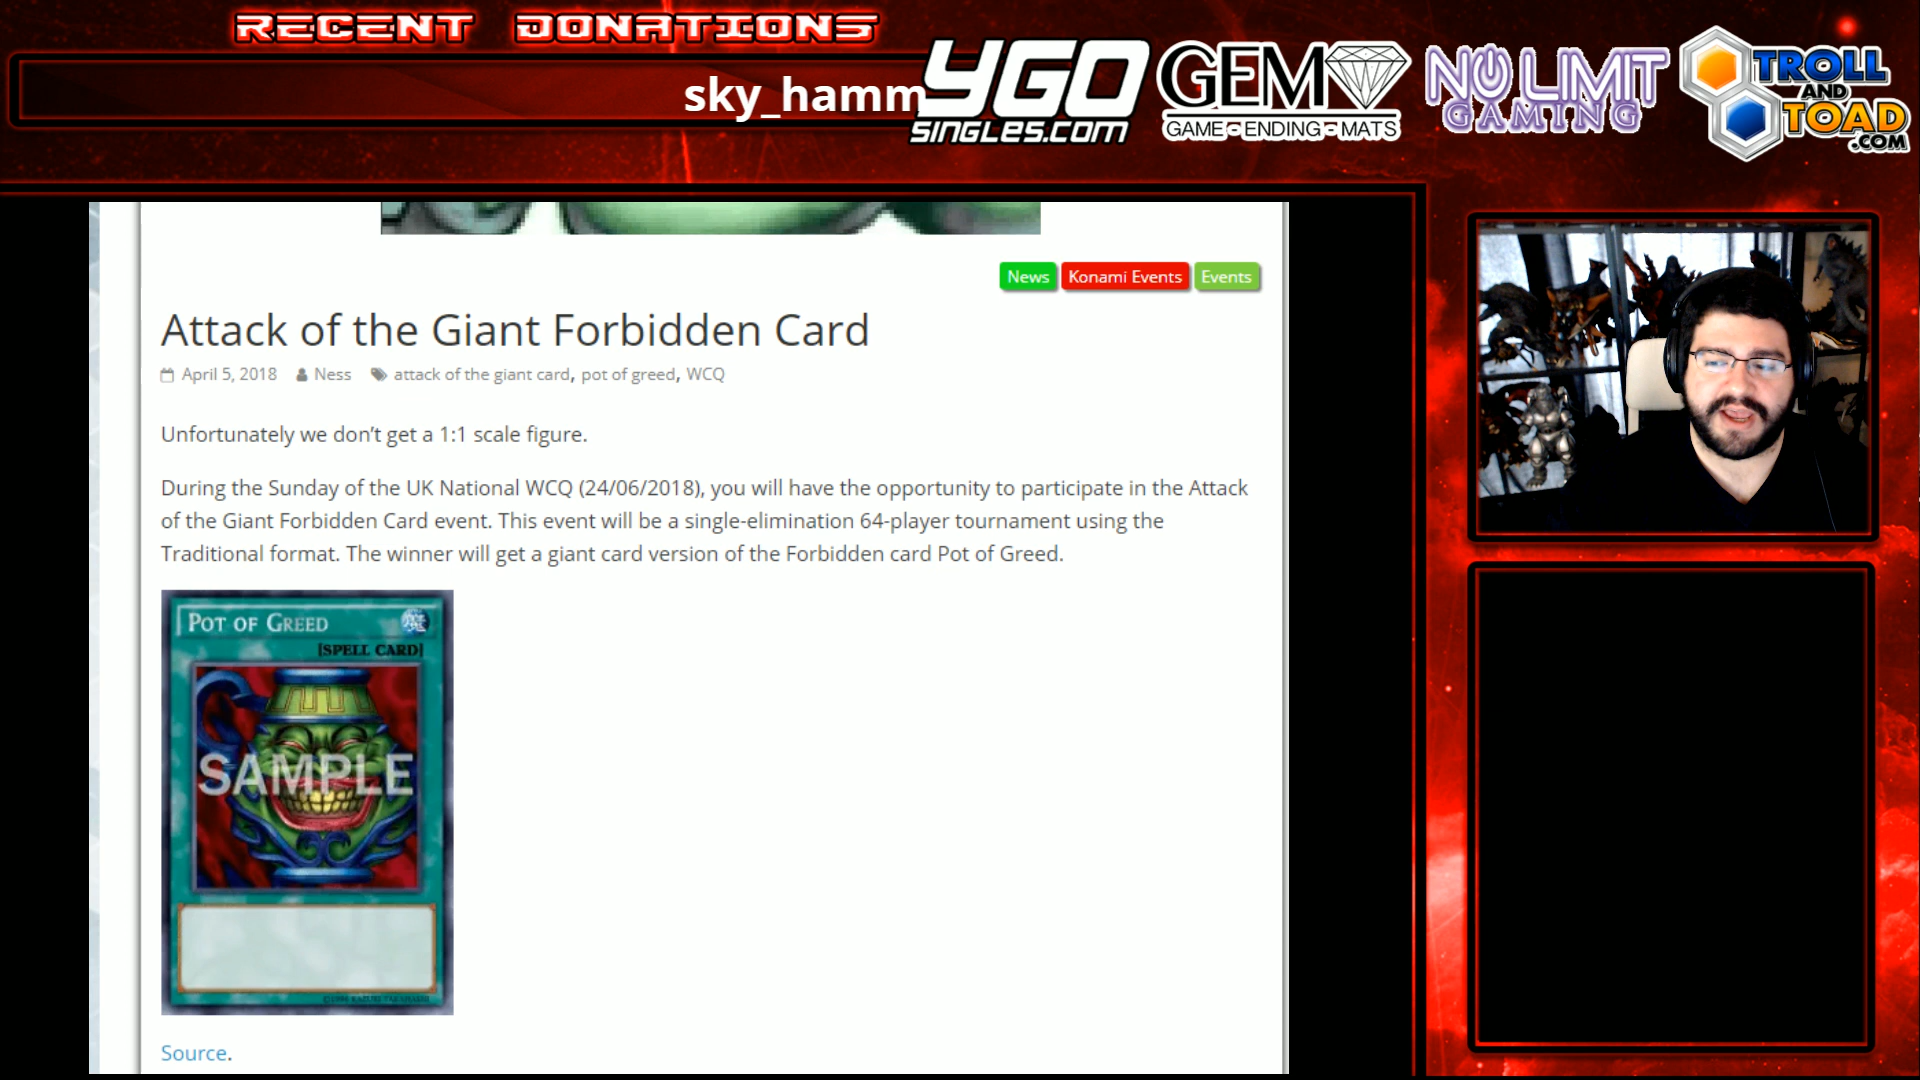 RECENT DONATIONS
sky_hamm
YGO
SINGLES.COM
GEM
GAME-ENDING-MATS
NO LIMIT
GAMING
TROLL
AND
TOAD
.COM
News Konami Events Events
Attack of the Giant Forbidden Card
April 5, 2018 Ness attack of the giant card, pot of greed, WCQ
Unfortunately we don't get a 1:1 scale figure.
During the Sunday of the UK National WCQ (24/06/2018), you will have the opportunity to participate in the Attack
of the Giant Forbidden Card event. This event will be a single-elimination 64-player tournament using the
Traditional format. The winner will get a giant card version of the Forbidden card Pot of Greed.
POT OF GREED
[SPELL CARD]
SAMPLE
©1996 KAZUKI TAKAHASHI
Source.